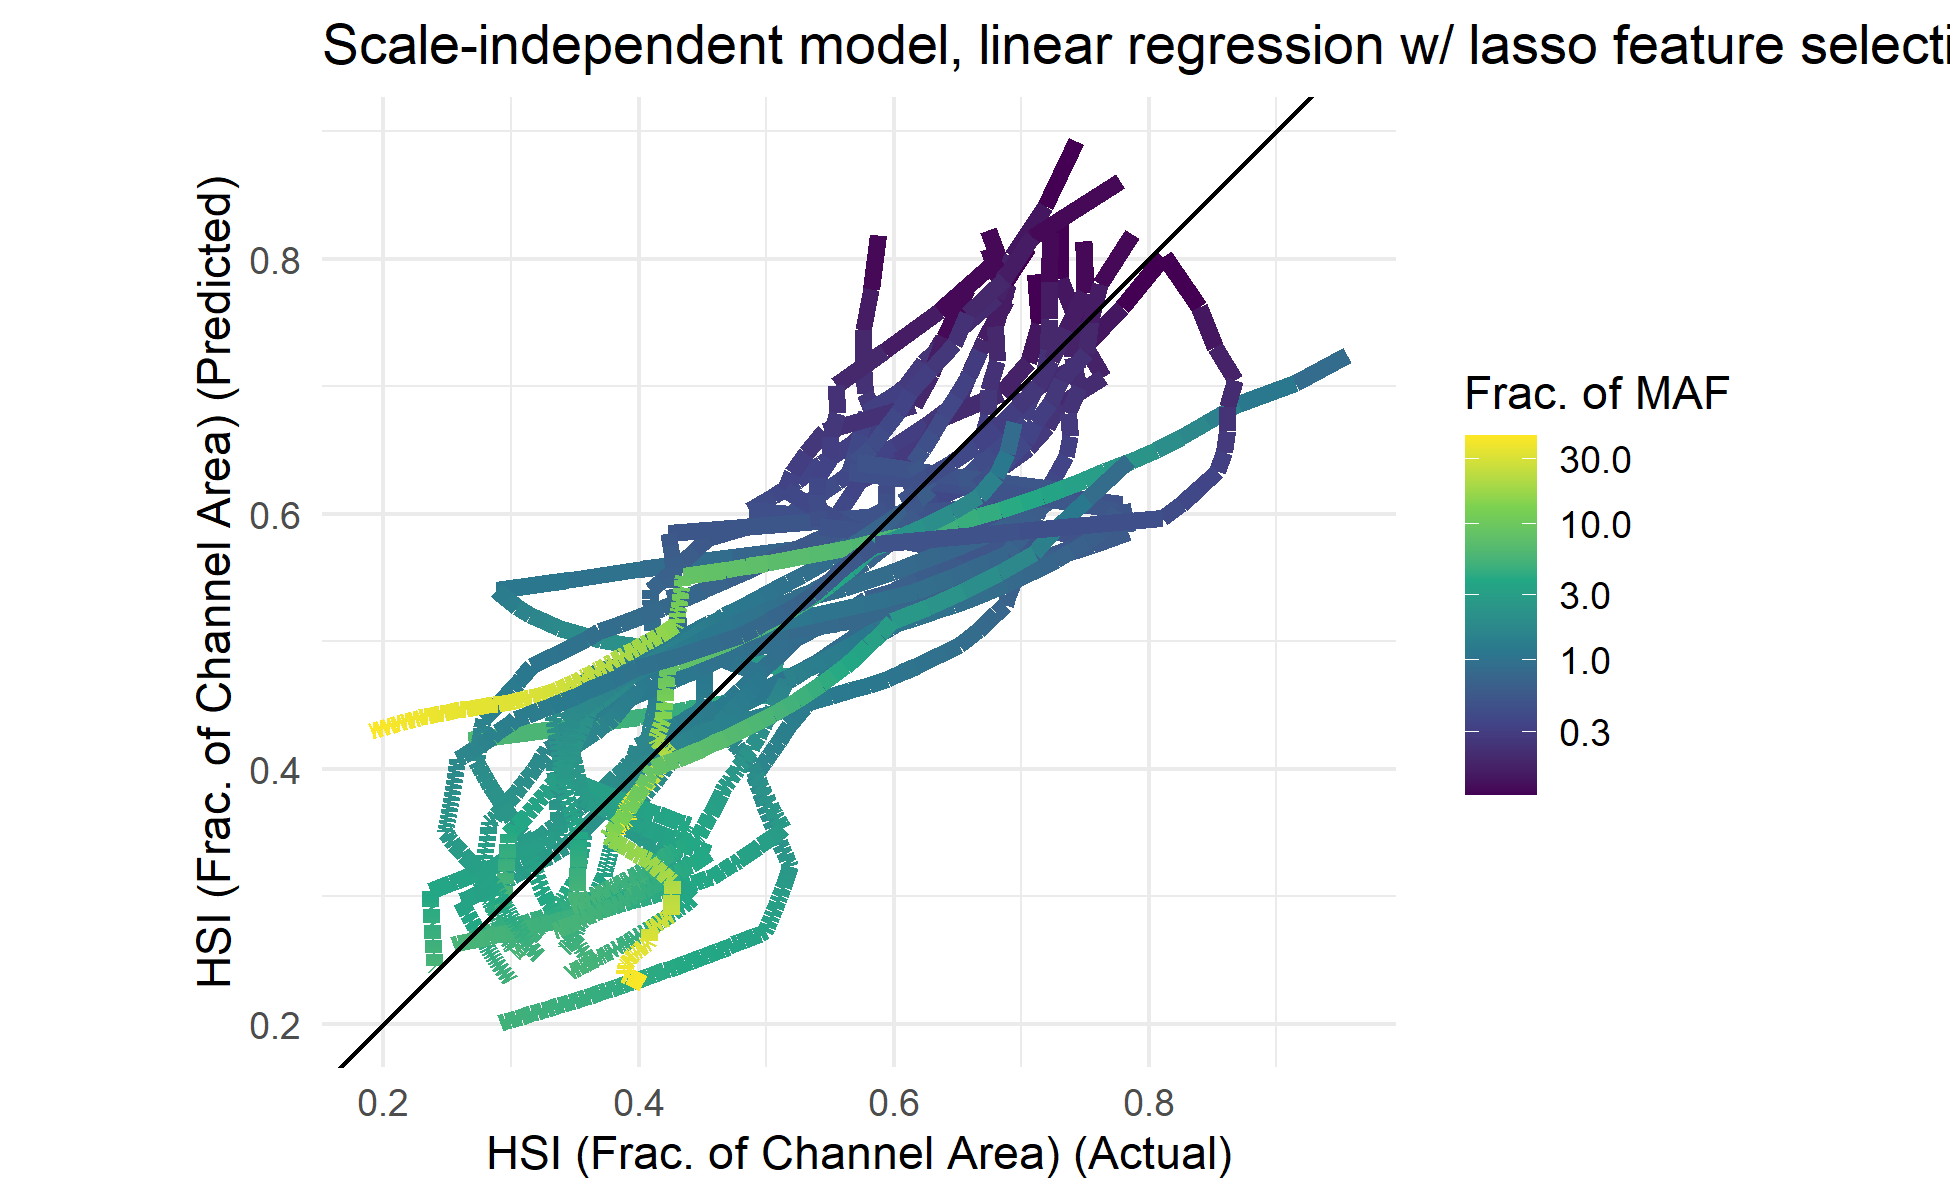 Scale-independent model, linear regression w/ lasso feature selecti
HSI (Frac. of Channel Area) (Predicted)
0.8
0.6
0.4
0.2
0.2 0.4 0.6 0.8
HSI (Frac. of Channel Area) (Actual)
Frac. of MAF
30.0
10.0
3.0
1.0
0.3